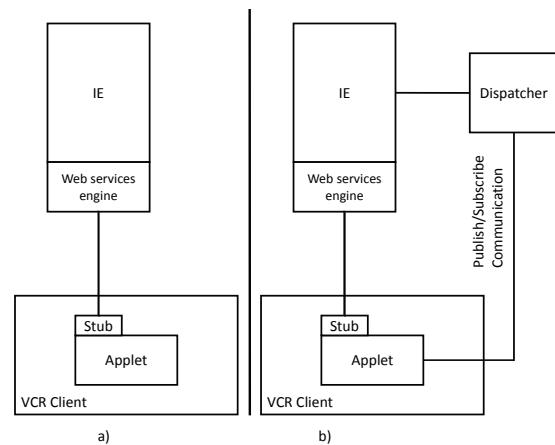 IE
Web services
engine
Stub
Applet
VCR Client
a)
IE
Dispatcher
Web services
engine
Publish/Subscribe
Communication
Stub
Applet
VCR Client
b)